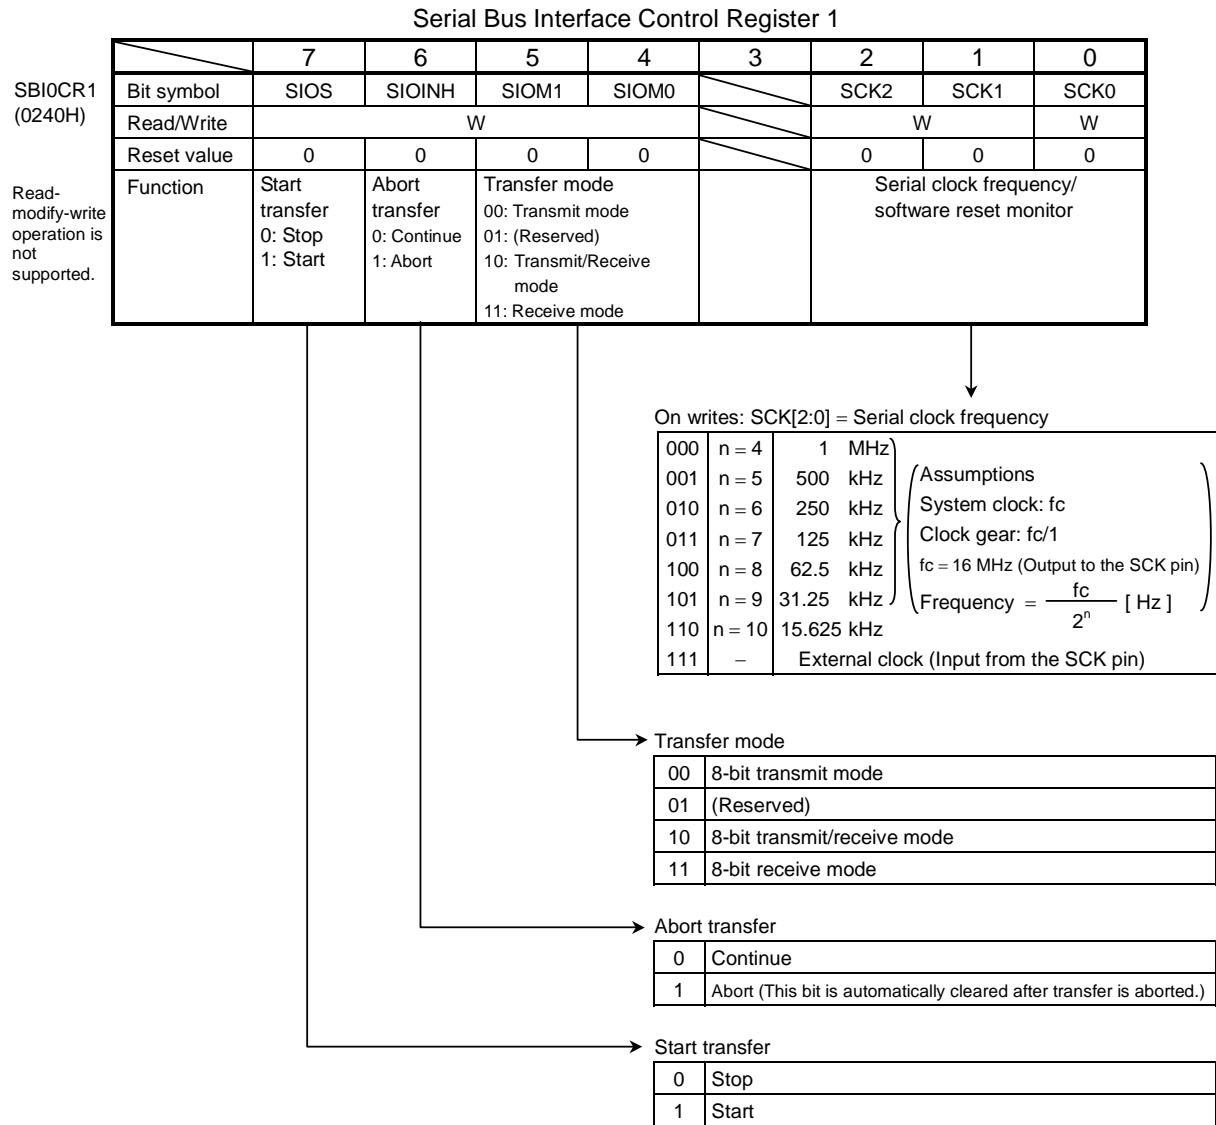 Serial Bus Interface Control Register 1
7 6 5 4 3 2 1 0
SBI0CR1
(0240H)
Bit symbol SIOS SIOINH SIOM1 SIOM0 SCK2 SCK1 SCK0
Read/Write W W W
Reset value 0 0 0 0 0 0 0
Read-
modify-write
operation is
not
supported.
Function
Start
transfer
0: Stop
1: Start
Abort
transfer
0: Continue
1: Abort
Transfer mode
00: Transmit mode
01: (Reserved)
10: Transmit/Receive
mode
11: Receive mode
Serial clock frequency/
software reset monitor
On writes: SCK[2:0] = Serial clock frequency
000 n = 4 1 MHz
001 n = 5 500 kHz
010 n = 6 250 kHz
011 n = 7 125 kHz
100 n = 8 62.5 kHz
101 n = 9 31.25 kHz
110 n = 10 15.625 kHz
111 – External clock (Input from the SCK pin)
Assumptions
System clock: fc
Clock gear: fc/1
fc = 16 MHz (Output to the SCK pin)
Frequency = fc / 2^n [ Hz ]
Transfer mode
00 8-bit transmit mode
01 (Reserved)
10 8-bit transmit/receive mode
11 8-bit receive mode
Abort transfer
0 Continue
1 Abort (This bit is automatically cleared after transfer is aborted.)
Start transfer
0 Stop
1 Start